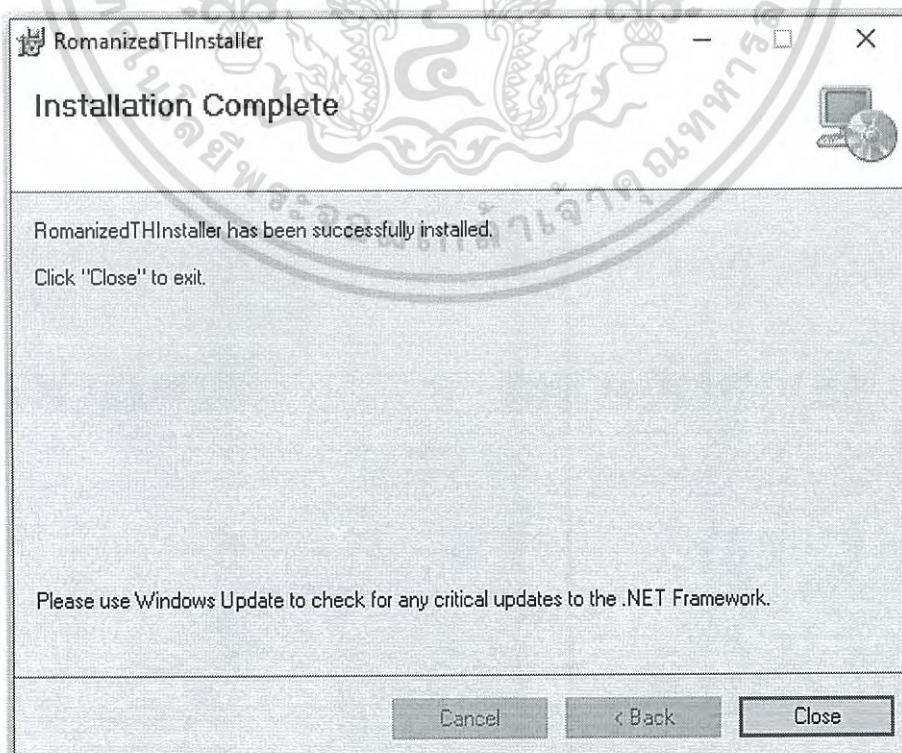 RomanizedTHInstaller
Installation Complete
RomanizedTHInstaller has been successfully installed.
Click "Close" to exit.
Please use Windows Update to check for any critical updates to the .NET Framework.
Cancel
< Back
Close